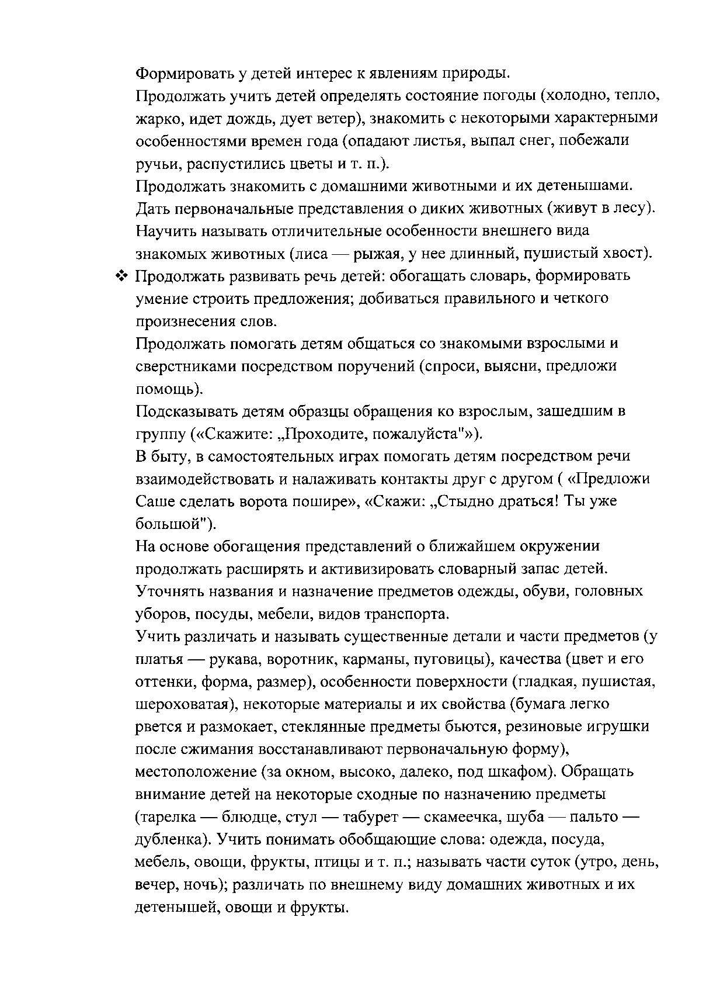 Формировать у детей интерес к явлениям природы.
Продолжать учить детей определять состояние погоды (холодно, тепло,
жарко, идет дождь, дует ветер), знакомить с некоторыми характерными
особенностями времен года (опадают листья, выпал снег, побежали
ручьи, распустились цветы и т. п.).
Продолжать знакомить с домашними животными и их детенышами.
Дать первоначальные представления о диких животных (живут в лесу).
Научить называть отличительные особенности внешнего вида
знакомых животных (лиса — рыжая, у нее длинный, пушистый хвост).
❖ Продолжать развивать речь детей: обогащать словарь, формировать
умение строить предложения; добиваться правильного и четкого
произнесения слов.
Продолжать помогать детям общаться со знакомыми взрослыми и
сверстниками посредством поручений (спроси, выясни, предложи
помощь).
Подсказывать детям образцы обращения ко взрослым, зашедшим в
группу («Скажите: „Проходите, пожалуйста"»).
В быту, в самостоятельных играх помогать детям посредством речи
взаимодействовать и налаживать контакты друг с другом ( «Предложи
Саше сделать ворота пошире», «Скажи: „Стыдно драться! Ты уже
большой").
На основе обогащения представлений о ближайшем окружении
продолжать расширять и активизировать словарный запас детей.
Уточнять названия и назначение предметов одежды, обуви, головных
уборов, посуды, мебели, видов транспорта.
Учить различать и называть существенные детали и части предметов (у
платья — рукава, воротник, карманы, пуговицы), качества (цвет и его
оттенки, форма, размер), особенности поверхности (гладкая, пушистая,
шероховатая), некоторые материалы и их свойства (бумага легко
рвется и размокает, стеклянные предметы бьются, резиновые игрушки
после сжимания восстанавливают первоначальную форму),
местоположение (за окном, высоко, далеко, под шкафом). Обращать
внимание детей на некоторые сходные по назначению предметы
(тарелка — блюдце, стул — табурет — скамеечка, шуба — пальто —
дубленка). Учить понимать обобщающие слова: одежда, посуда,
мебель, овощи, фрукты, птицы и т. п.; называть части суток (утро, день,
вечер, ночь); различать по внешнему виду домашних животных и их
детенышей, овощи и фрукты.